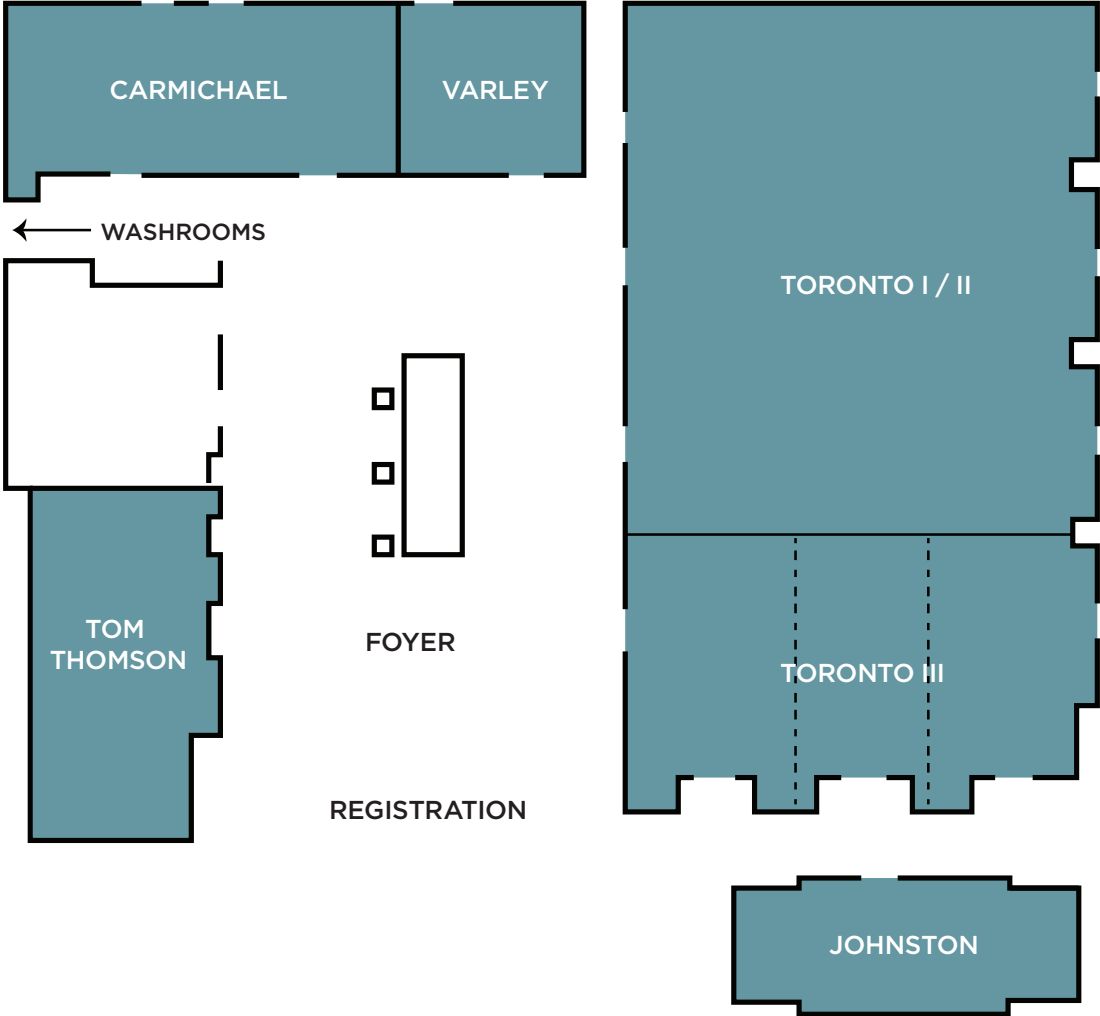 CARMICHAEL
VARLEY
WASHROOMS
TORONTO I / II
TOM
THOMSON
FOYER
TORONTO III
REGISTRATION
JOHNSTON